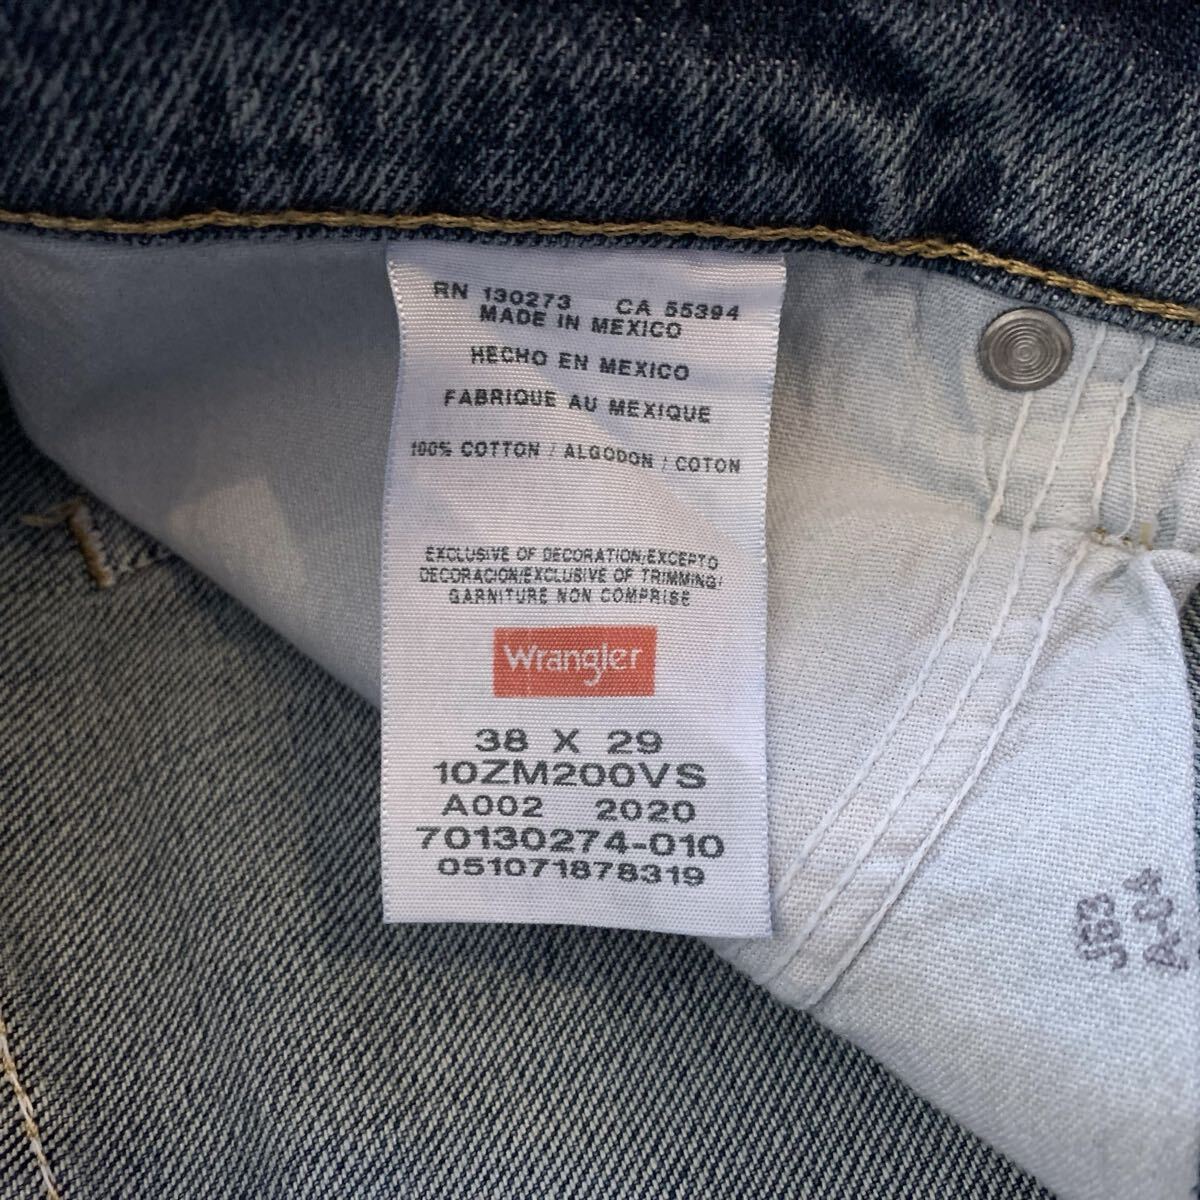 RN 130273 CA 55394
MADE IN MEXICO
HECHO EN MEXICO
FABRIQUE AU MEXIQUE
100% COTTON / ALGODON / COTON
EXCLUSIVE OF DECORATION/EXCEPTO
DECORACION/EXCLUSIVE OF TRIMMING/
GARNITURE NON COMPRISE
Wrangler
38 X 29
10ZM200VS
A002 2020
70130274-010
051071878319
A-04